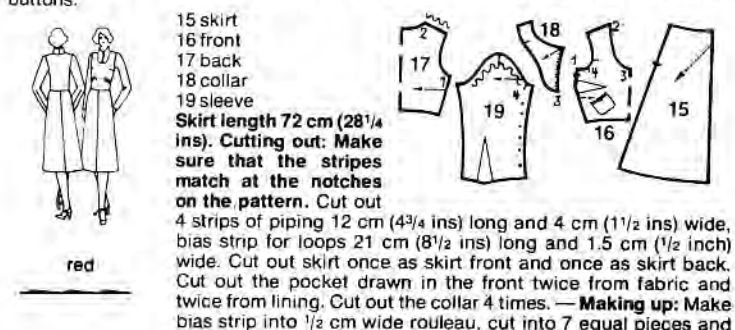 buttons.
15 skirt
16 front
17 back
18 collar
19 sleeve
Skirt length 72 cm (28¹/₄
ins). Cutting out: Make
sure that the stripes
match at the notches
on the pattern. Cut out
4 strips of piping 12 cm (4³/₄ ins) long and 4 cm (1¹/₂ ins) wide,
bias strip for loops 21 cm (8¹/₂ ins) long and 1.5 cm (¹/₂ inch)
wide. Cut out skirt once as skirt front and once as skirt back.
Cut out the pocket drawn in the front twice from fabric and
twice from lining. Cut out the collar 4 times. — Making up: Make
bias strip into ¹/₂ cm wide rouleau, cut into 7 equal pieces and
red
2
17
1
19
4
18
3
2
1
4
3
16
15